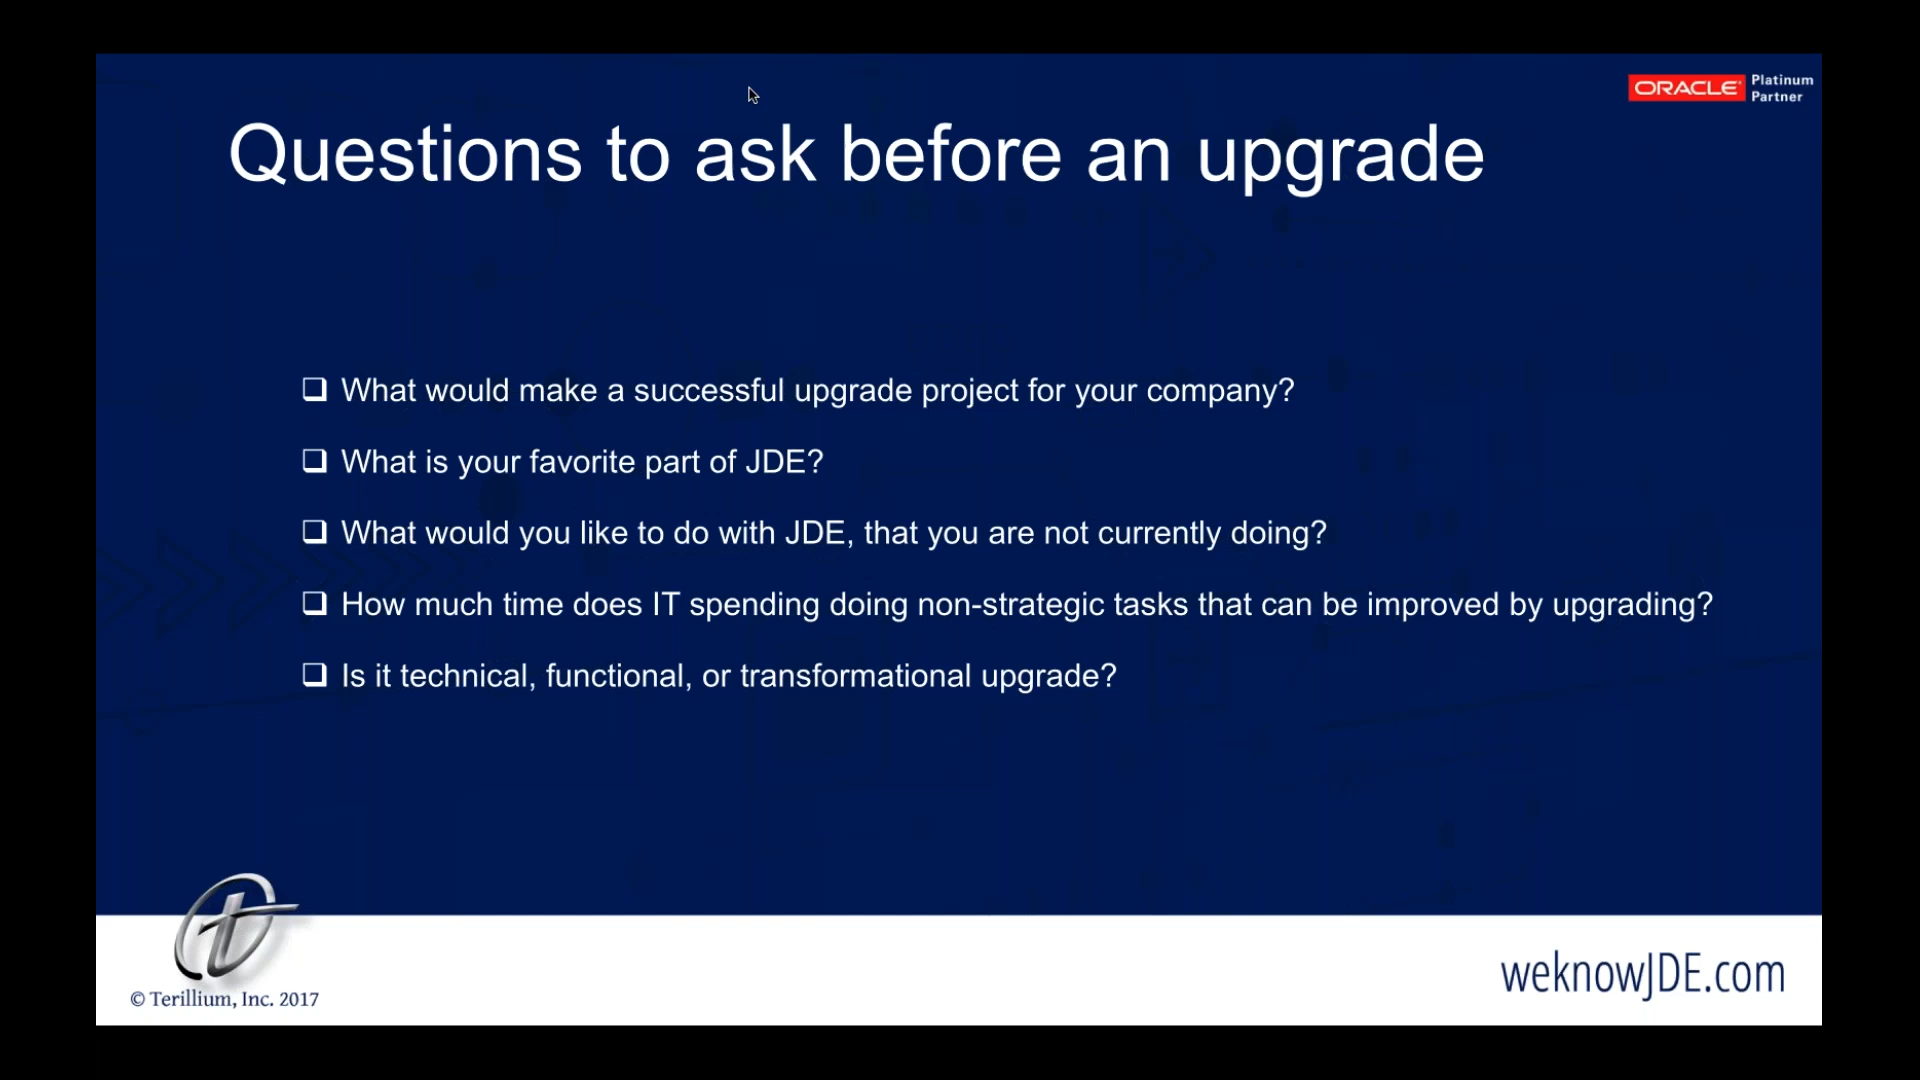 ORACLE Platinum
Partner
Questions to ask before an upgrade
What would make a successful upgrade project for your company?
What is your favorite part of JDE?
What would you like to do with JDE, that you are not currently doing?
How much time does IT spending doing non-strategic tasks that can be improved by upgrading?
Is it technical, functional, or transformational upgrade?
weknowJDE.com
© Terillium, Inc. 2017